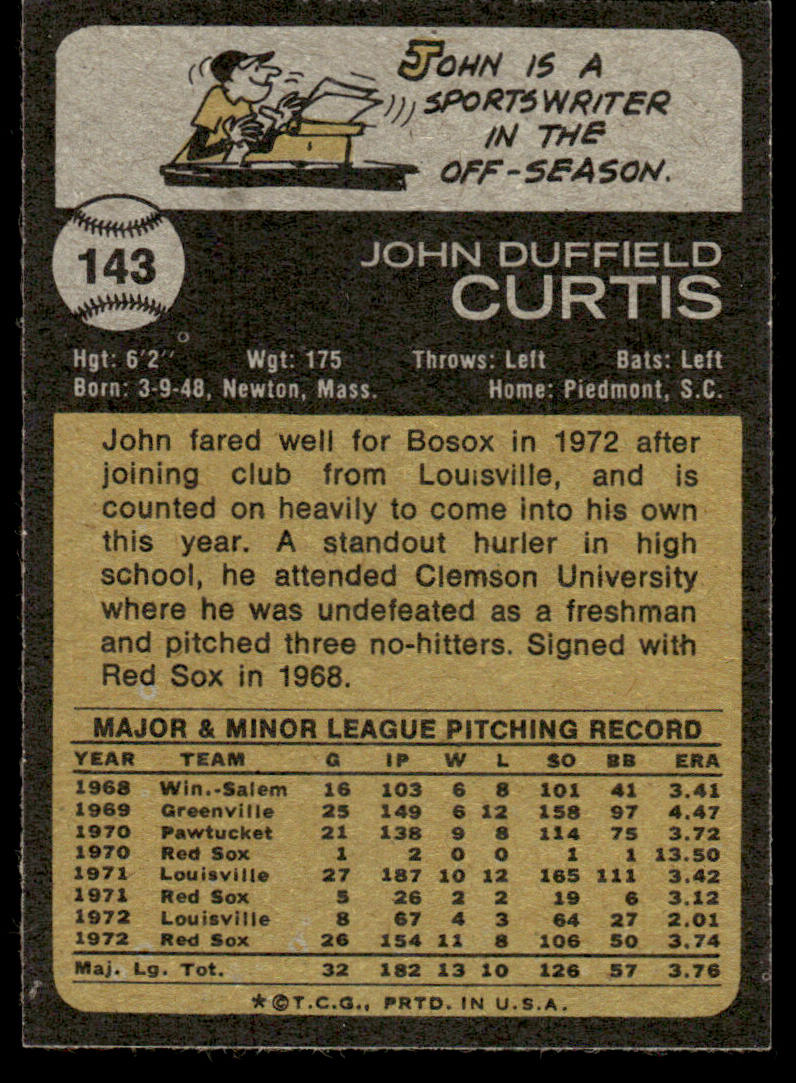 JOHN IS A
SPORTSWRITER
IN THE
OFF-SEASON.
143
JOHN DUFFIELD
CURTIS
Hgt: 6'2" Wgt: 175 Throws: Left Bats: Left
Born: 3-9-48, Newton, Mass. Home: Piedmont, S.C.
John fared well for Bosox in 1972 after
joining club from Louisville, and is
counted on heavily to come into his own
this year. A standout hurler in high
school, he attended Clemson University
where he was undefeated as a freshman
and pitched three no-hitters. Signed with
Red Sox in 1968.
MAJOR & MINOR LEAGUE PITCHING RECORD
YEAR TEAM G IP W L SO BB ERA
1968 Win.-Salem 16 103 6 8 101 41 3.41
1969 Greenville 25 149 6 12 158 97 4.47
1970 Pawtucket 21 138 9 8 114 75 3.72
1970 Red Sox 1 2 0 0 1 1 13.50
1971 Louisville 27 187 10 12 165 111 3.42
1971 Red Sox 5 26 2 2 19 6 3.12
1972 Louisville 8 67 4 3 64 27 2.01
1972 Red Sox 26 154 11 8 106 50 3.74
Maj. Lg. Tot. 32 182 13 10 126 57 3.76
*©T.C.G., PRTD. IN U.S.A.